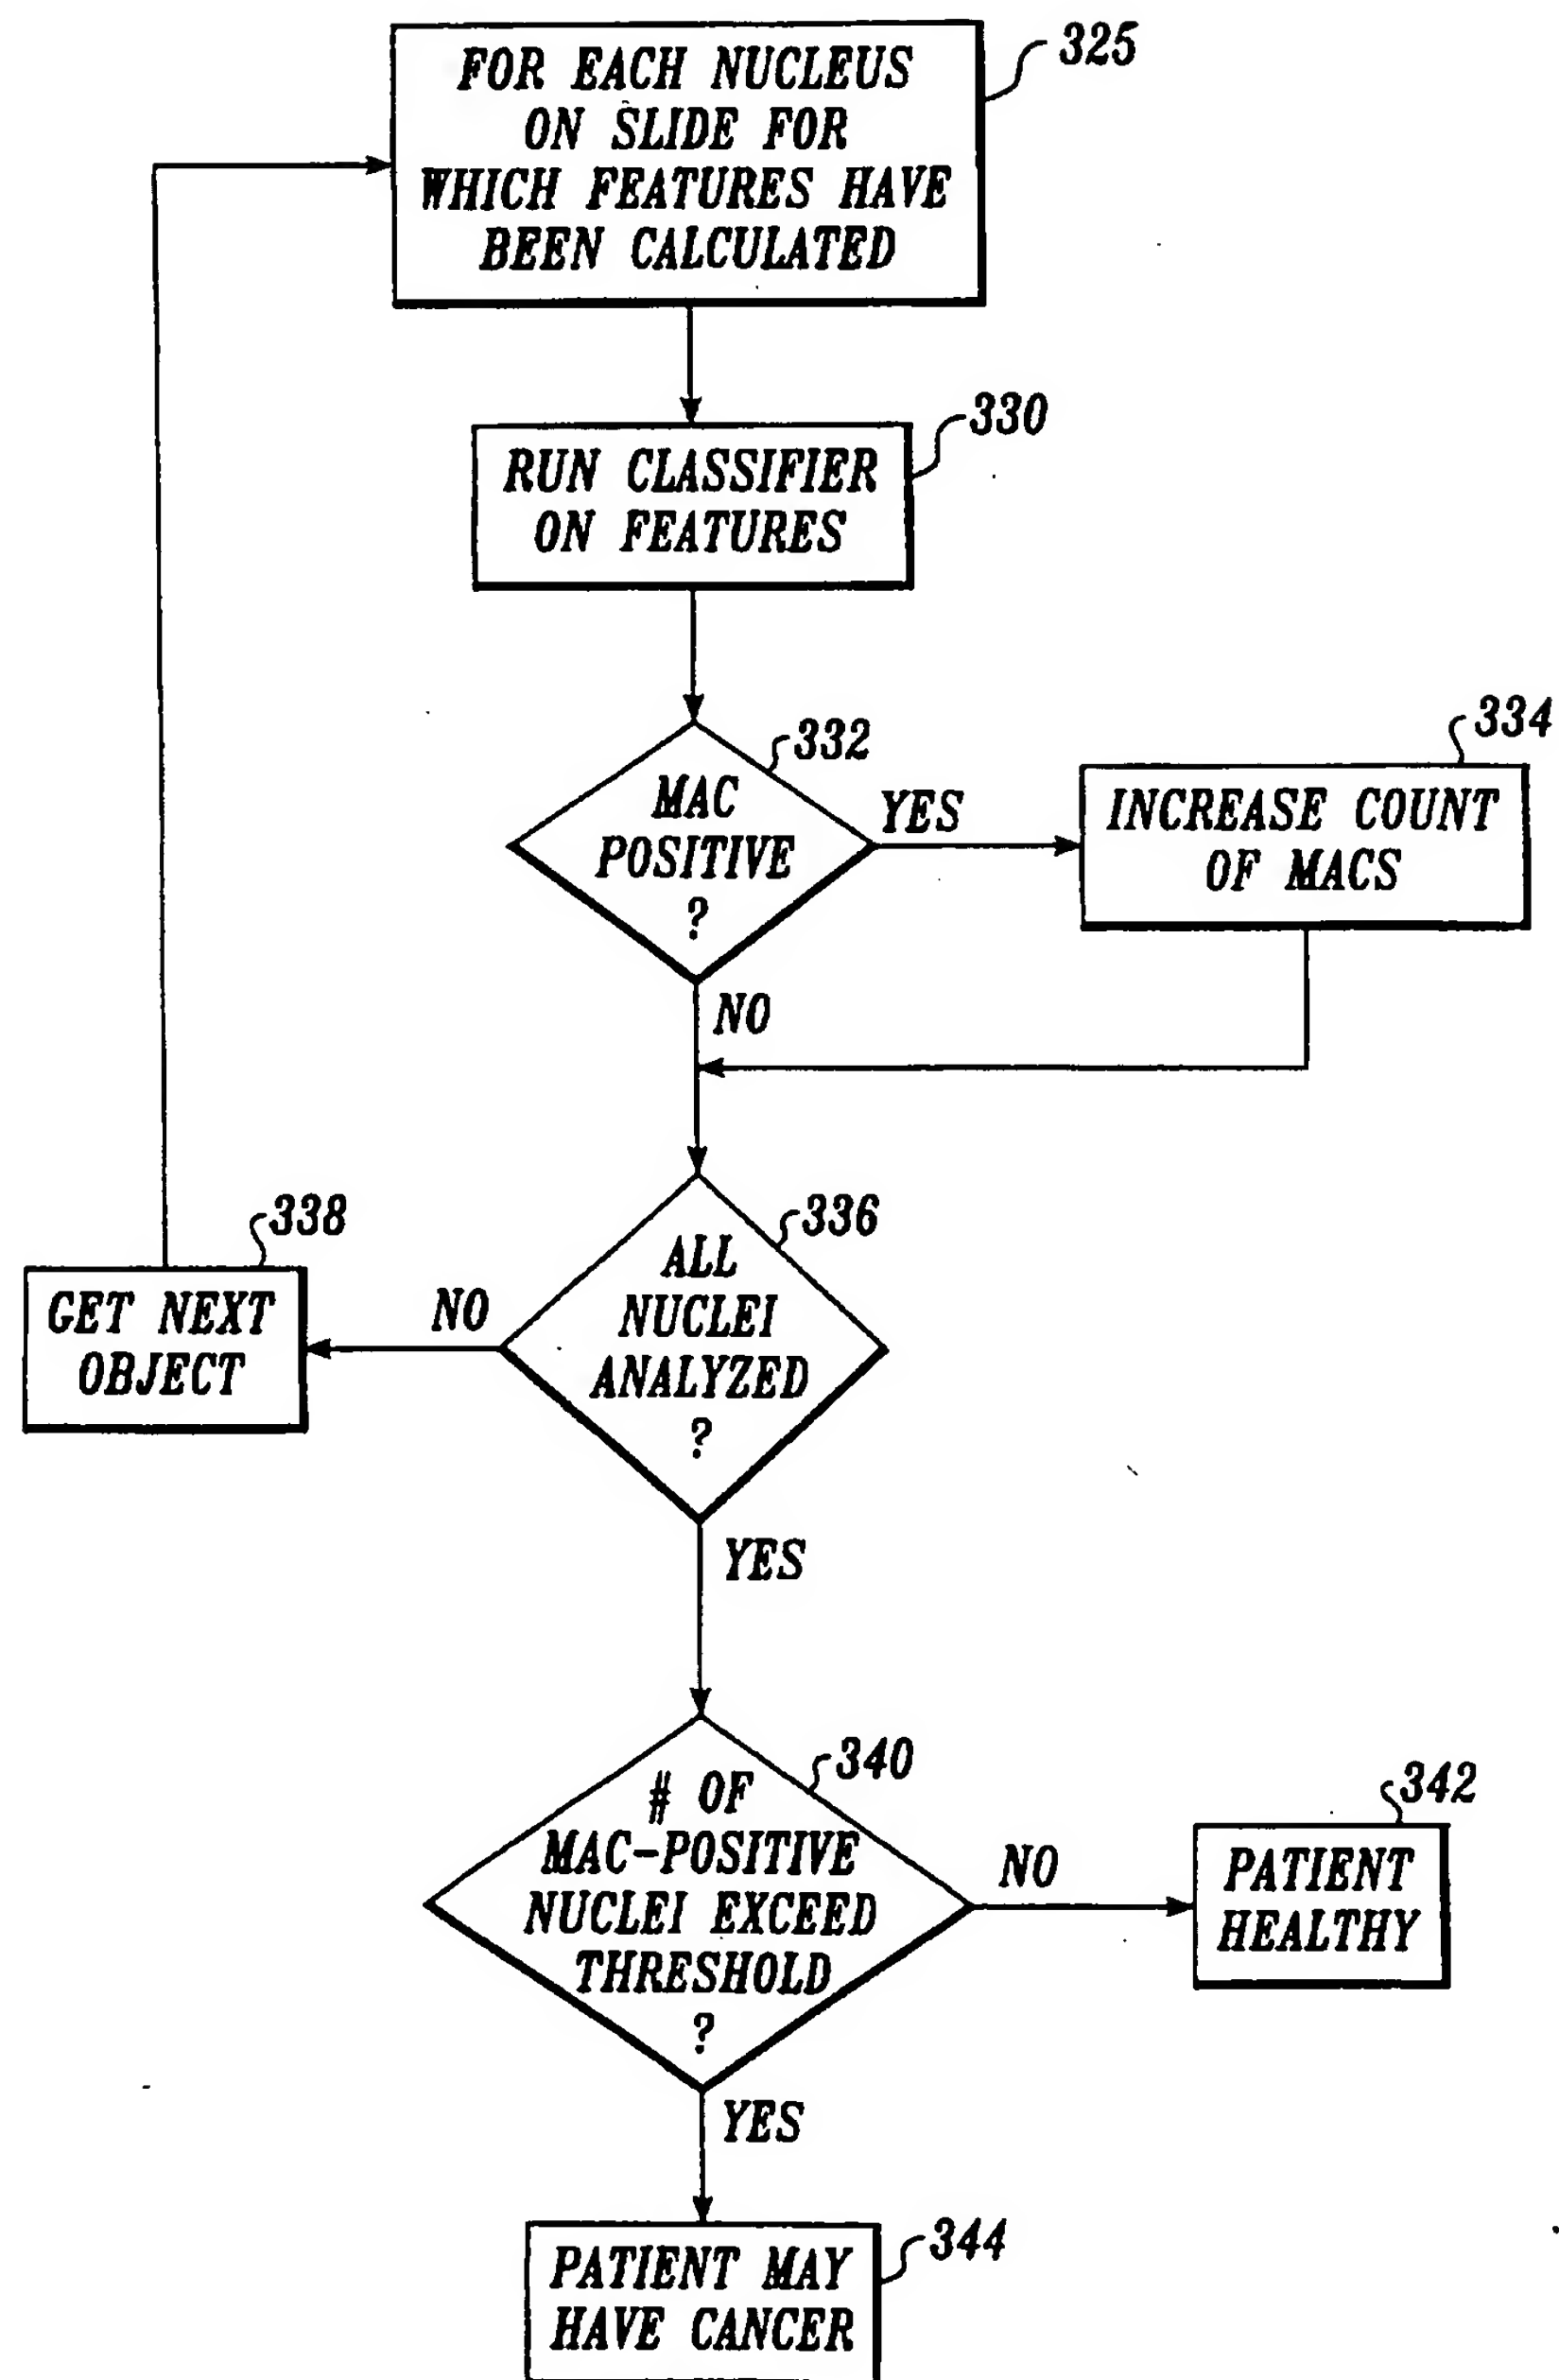 FOR EACH NUCLEUS
ON SLIDE FOR
WHICH FEATURES HAVE
BEEN CALCULATED
325
RUN CLASSIFIER
ON FEATURES
330
MAC
POSITIVE
?
332
YES
INCREASE COUNT
OF MACS
334
NO
ALL
NUCLEI
ANALYZED
?
336
NO
GET NEXT
OBJECT
338
YES
# OF
MAC-POSITIVE
NUCLEI EXCEED
THRESHOLD
?
340
NO
PATIENT
HEALTHY
342
YES
PATIENT MAY
HAVE CANCER
344